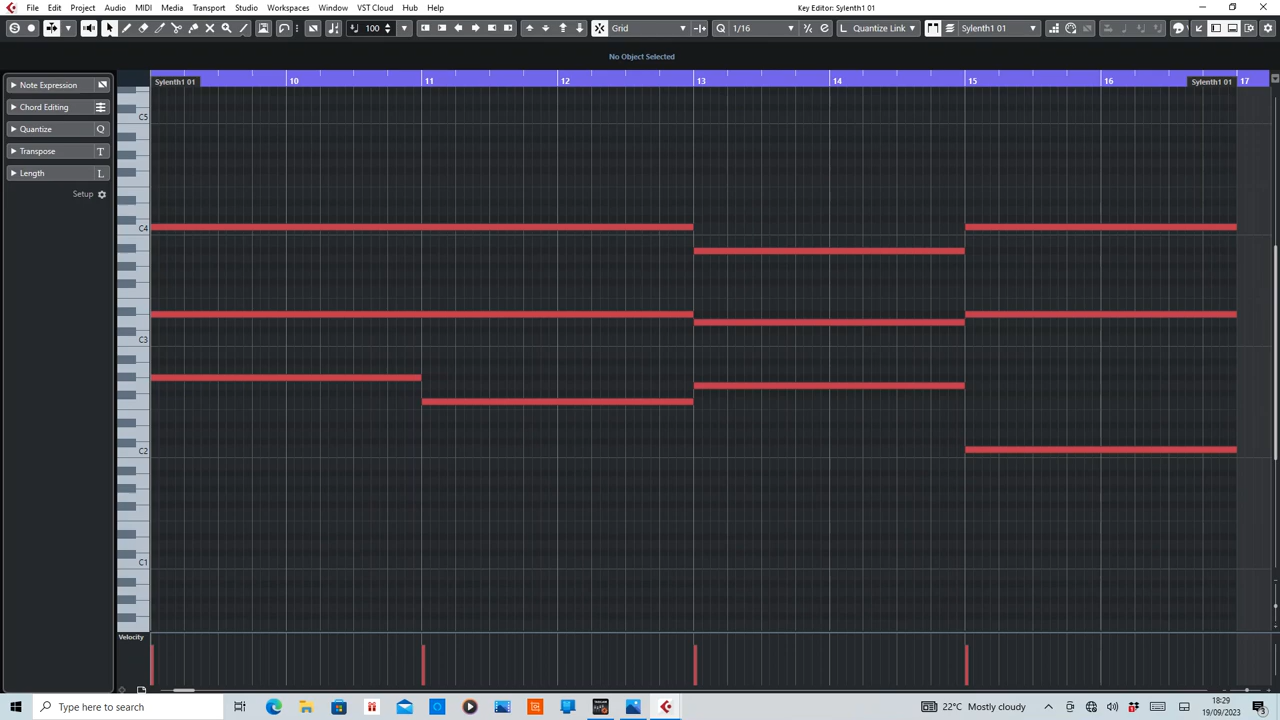 File Edit Project Audio MIDI Media Transport Studio Workspaces Window VST Cloud Hub Help Key Editor: Sylenth1 01
S 100 Grid Q 1/16 L Quantize Link Sylenth1 01
No Object Selected
Note Expression
Chord Editing
Quantize Q
Transpose T
Length L
Setup
Sylenth1 01 10 11 12 13 14 15 16 Sylenth1 01 17
C5
C4
C3
C2
C1
Velocity
Type here to search
22°C Mostly cloudy
18:29
19/09/2023
3